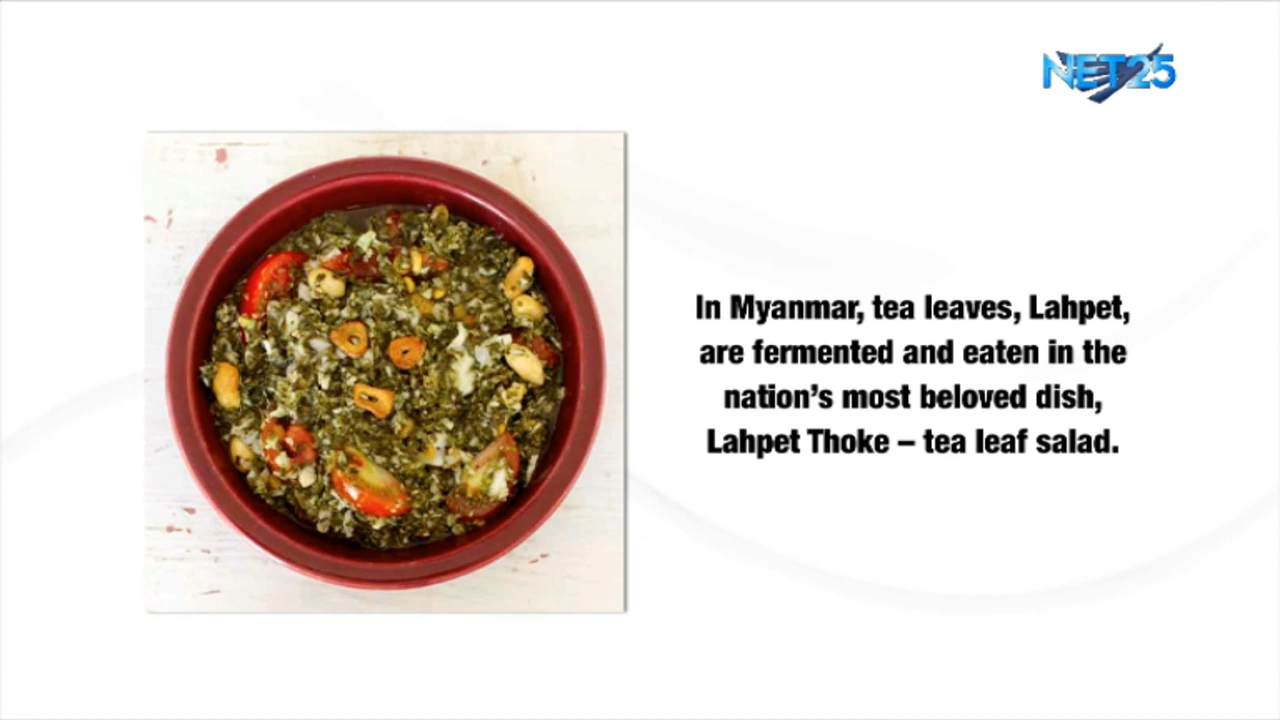 NET25
In Myanmar, tea leaves, Lahpet,
are fermented and eaten in the
nation's most beloved dish,
Lahpet Thoke – tea leaf salad.